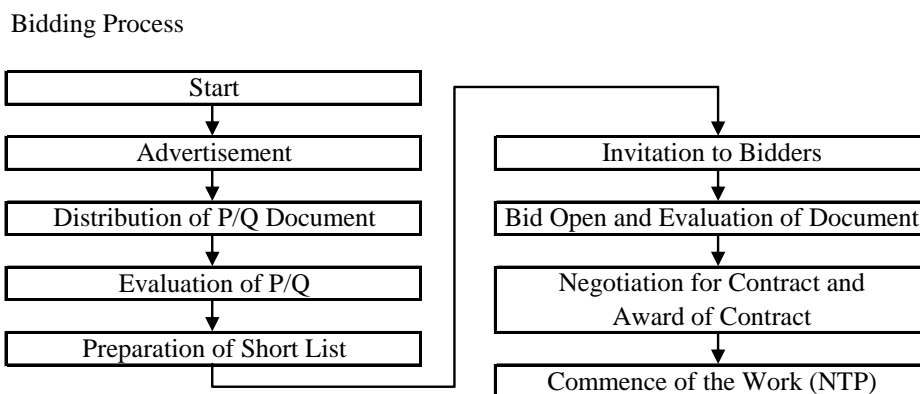 Bidding Process
Start
Advertisement
Distribution of P/Q Document
Evaluation of P/Q
Preparation of Short List
Invitation to Bidders
Bid Open and Evaluation of Document
Negotiation for Contract and
Award of Contract
Commence of the Work (NTP)